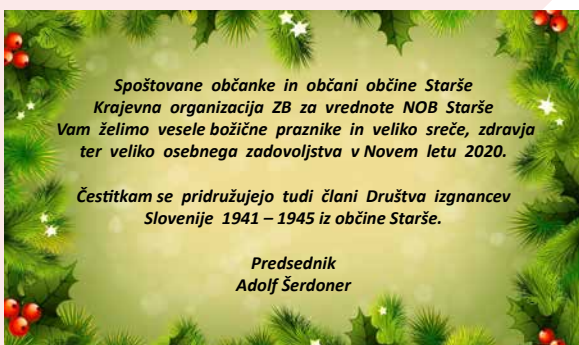 Spoštovane občanke in občani občine Starše
Krajevna organizacija ZB za vrednote NOB Starše
Vam želimo vesele božične praznike in veliko sreče, zdravja
ter veliko osebnega zadovoljstva v Novem letu 2020.
Čestitkam se pridružujejo tudi člani Društva izgnancev
Slovenije 1941 – 1945 iz občine Starše.
Predsednik
Adolf Šerdoner